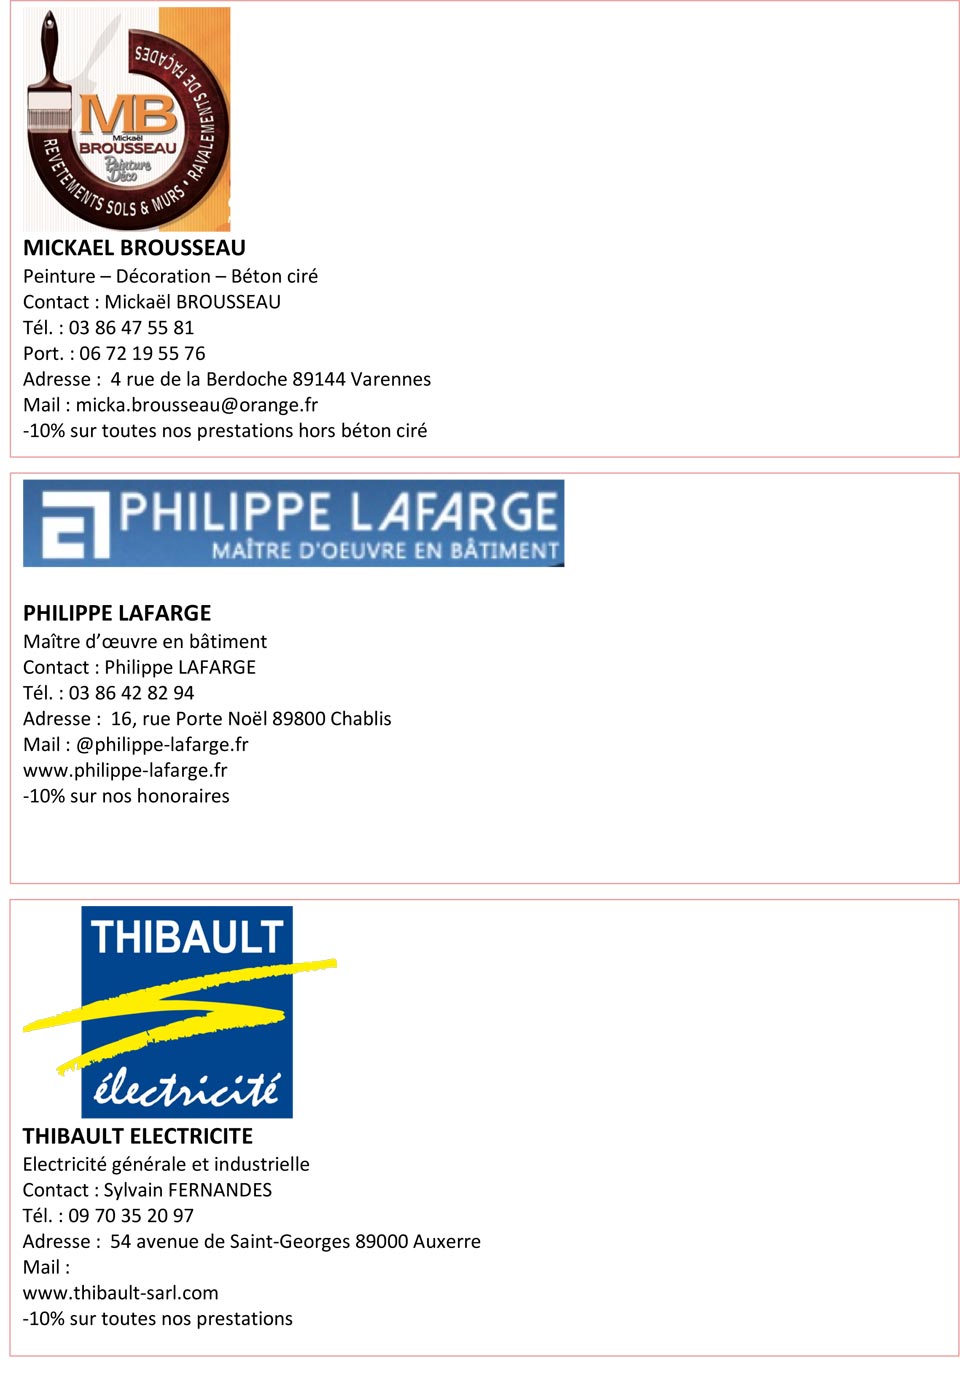 MB
Mickaël
BROUSSEAU
Peinture
Déco
REVETEMENTS SOLS & MURS • RAVALEMENTS DE FAÇADES
MICKAEL BROUSSEAU
Peinture – Décoration – Béton ciré
Contact : Mickaël BROUSSEAU
Tél. : 03 86 47 55 81
Port. : 06 72 19 55 76
Adresse :  4 rue de la Berdoche 89144 Varennes
Mail : micka.brousseau@orange.fr
-10% sur toutes nos prestations hors béton ciré
PHILIPPE LAFARGE
MAÎTRE D'OEUVRE EN BÂTIMENT
PHILIPPE LAFARGE
Maître d’œuvre en bâtiment
Contact : Philippe LAFARGE
Tél. : 03 86 42 82 94
Adresse :  16, rue Porte Noël 89800 Chablis
Mail : @philippe-lafarge.fr
www.philippe-lafarge.fr
-10% sur nos honoraires
THIBAULT
électricité
THIBAULT ELECTRICITE
Electricité générale et industrielle
Contact : Sylvain FERNANDES
Tél. : 09 70 35 20 97
Adresse :  54 avenue de Saint-Georges 89000 Auxerre
Mail :
www.thibault-sarl.com
-10% sur toutes nos prestations